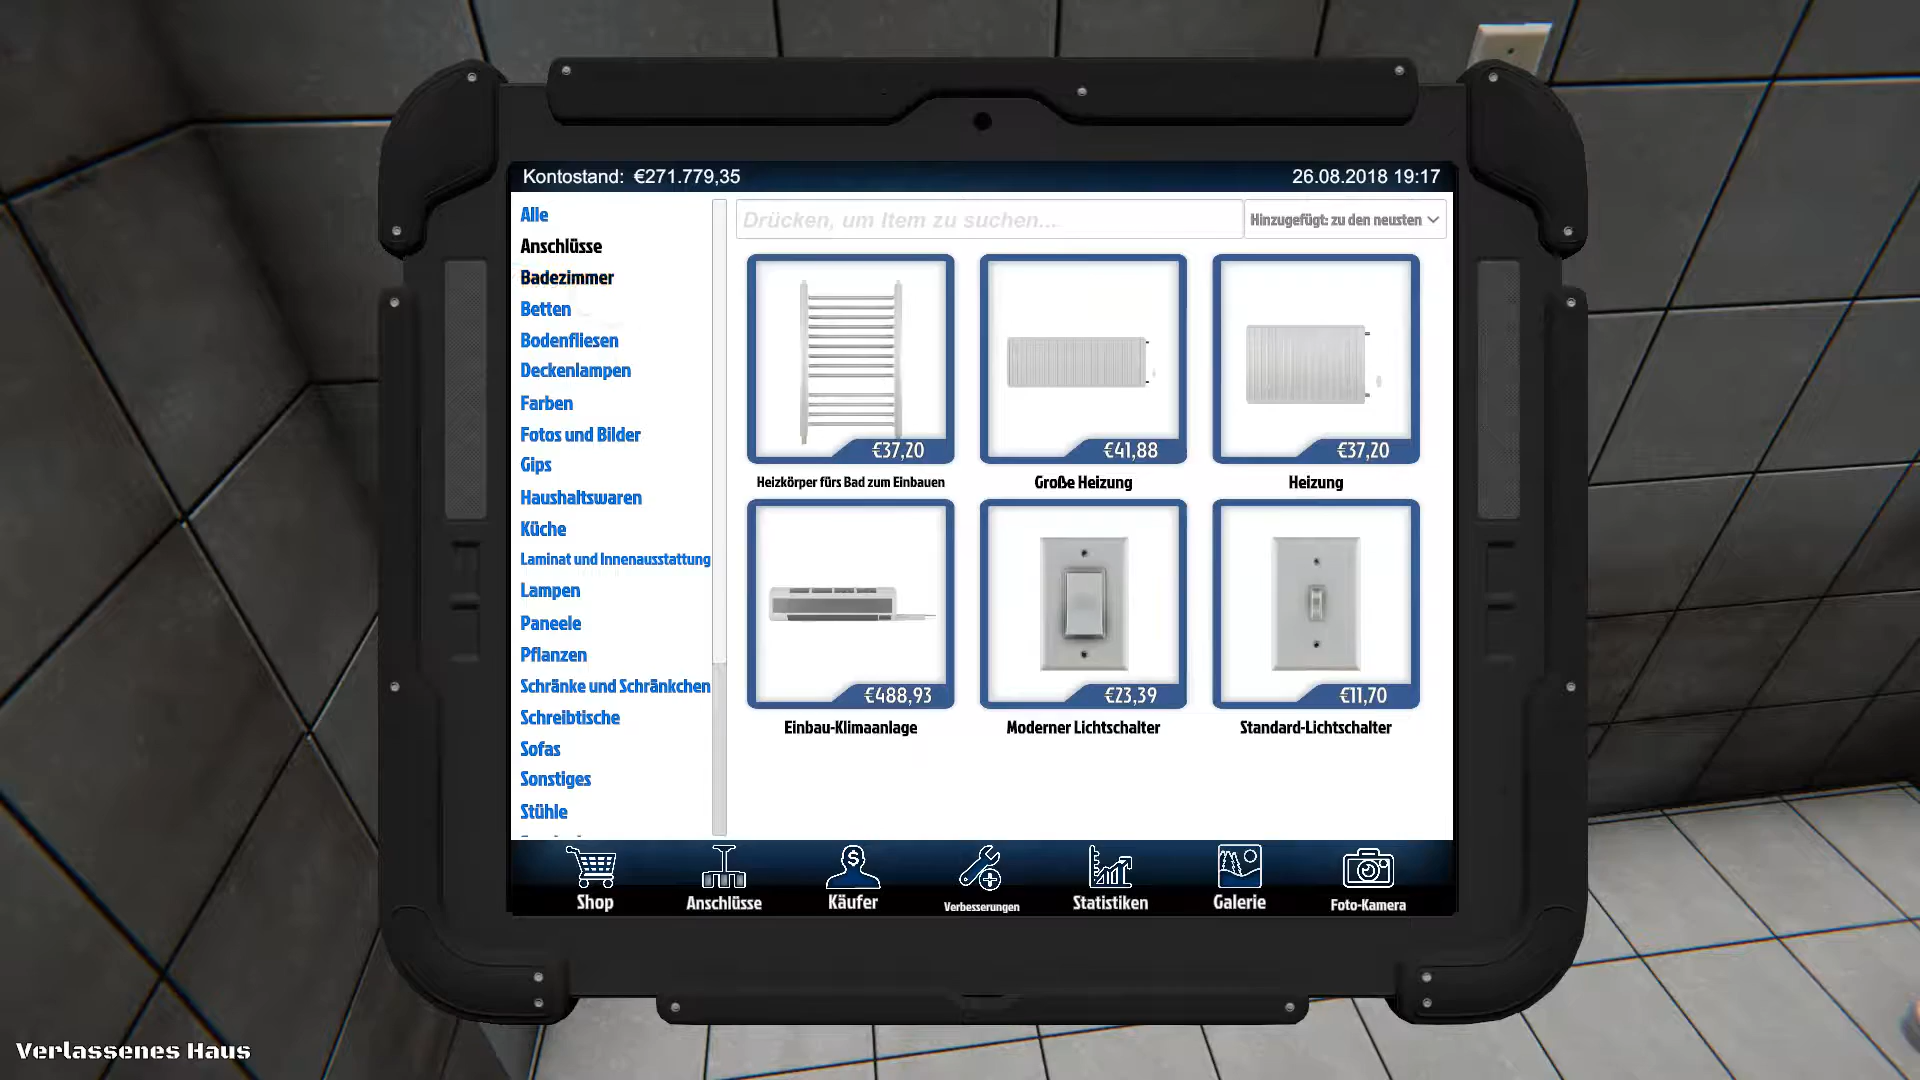 Kontostand: €271.779,35
26.08.2018 19:17
Alle
Anschlüsse
Badezimmer
Betten
Bodenfliesen
Deckenlampen
Farben
Fotos und Bilder
Gips
Haushaltswaren
Küche
Laminat und Innenausstattung
Lampen
Paneele
Pflanzen
Schränke und Schränkchen
Schreibtische
Sofas
Sonstiges
Stühle
Drücken, um Item zu suchen...
Hinzugefügt: zu den neusten
€37,20
€41,88
€37,20
Heizkörper fürs Bad zum Einbauen
Große Heizung
Heizung
€488,93
€23,39
€11,70
Einbau-Klimaanlage
Moderner Lichtschalter
Standard-Lichtschalter
Shop
Anschlüsse
Käufer
Verbesserungen
Statistiken
Galerie
Foto-Kamera
Verlassenes Haus